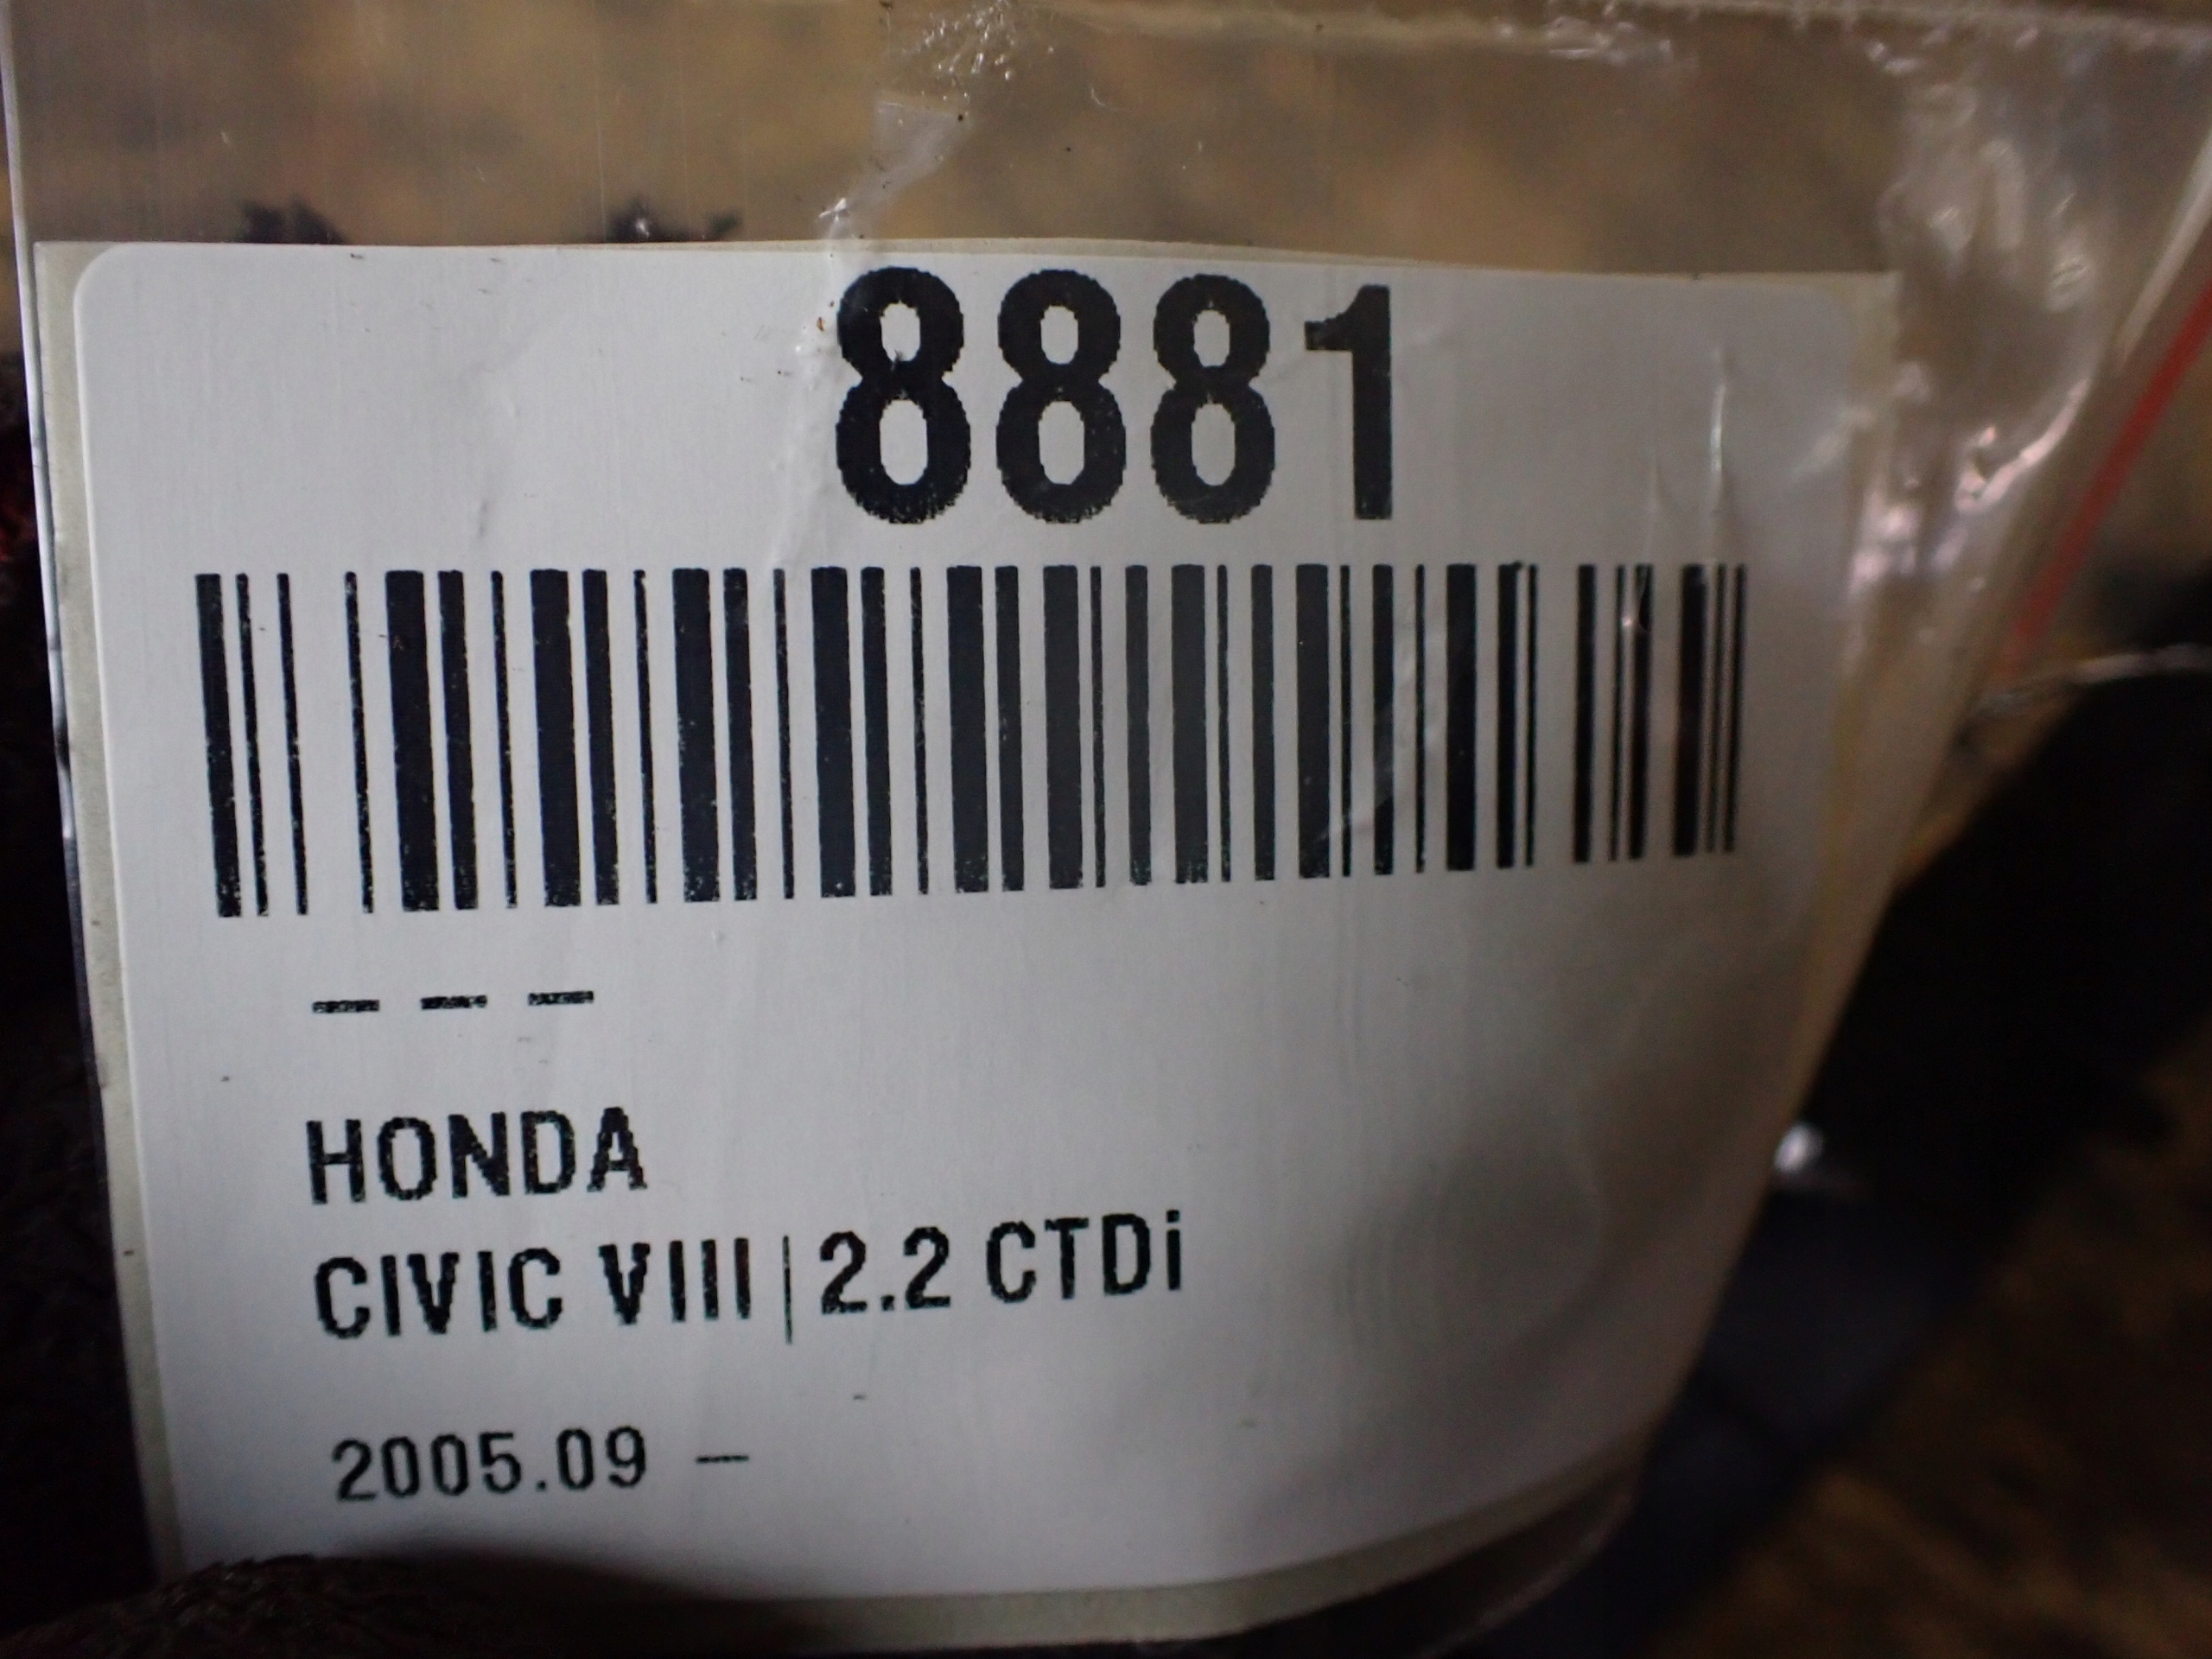 8881
– – –
HONDA
CIVIC VIII | 2.2 CTDi
2005.09 –